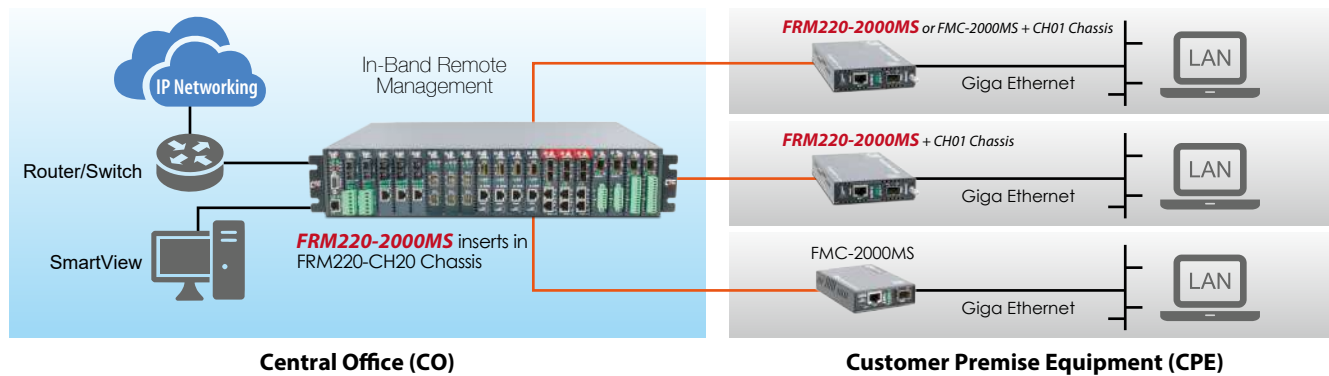 IP Networking
In-Band Remote
Management
Router/Switch
SmartView
FRM220-2000MS inserts in
FRM220-CH20 Chassis
Central Office (CO)
FRM220-2000MS or FMC-2000MS + CH01 Chassis
Giga Ethernet
LAN
FRM220-2000MS + CH01 Chassis
Giga Ethernet
LAN
FMC-2000MS
Giga Ethernet
LAN
Customer Premise Equipment (CPE)